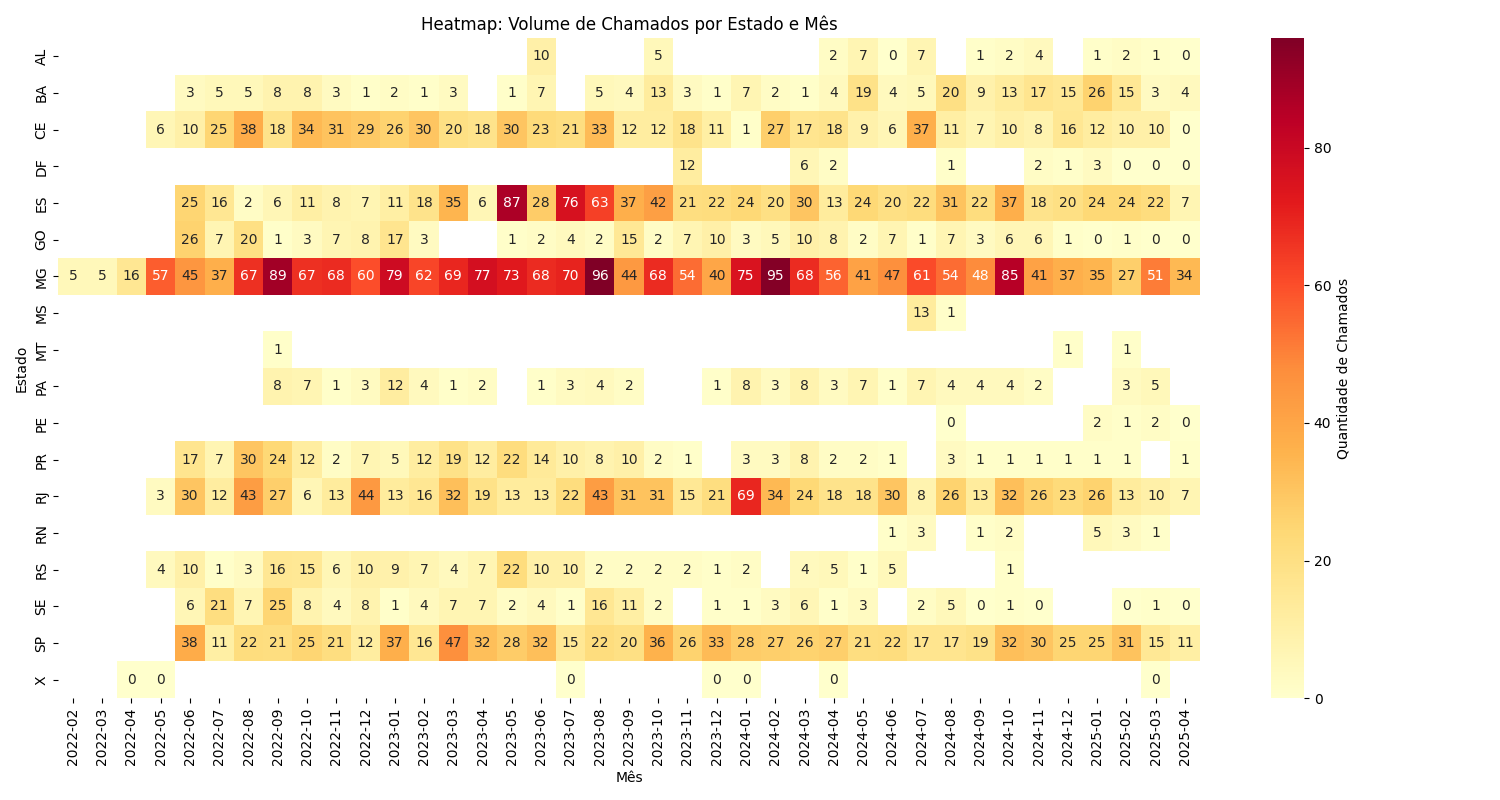 Heatmap: Volume de Chamados por Estado e Mês
AL 10 5 2 7 0 7 1 2 4 1 2 1 0
BA 3 5 5 8 8 3 1 2 1 3 1 7 5 4 13 3 1 7 2 1 4 19 4 5 20 9 13 17 15 26 15 3 4
CE 6 10 25 38 18 34 31 29 26 30 20 18 30 23 21 33 12 12 18 11 1 27 17 18 9 6 37 11 7 10 8 16 12 10 10 0
DF 12 6 2 1 2 1 3 0 0 0
ES 25 16 2 6 11 8 7 11 18 35 6 87 28 76 63 37 42 21 22 24 20 30 13 24 20 22 31 22 37 18 20 24 24 22 7
GO 26 7 20 1 3 7 8 17 3 1 2 4 2 15 2 7 10 3 5 10 8 2 7 1 7 3 6 6 1 0 1 0 0
MG 5 5 16 57 45 37 67 89 67 68 60 79 62 69 77 73 68 70 96 44 68 54 40 75 95 68 56 41 47 61 54 48 85 41 37 35 27 51 34
MS 13 1
MT 1 1 1
PA 8 7 1 3 12 4 1 2 1 3 4 2 1 8 3 8 3 7 1 7 4 4 4 2 3 5
PE 0 2 1 2 0
PR 17 7 30 24 12 2 7 5 12 19 12 22 14 10 8 10 2 1 3 3 8 2 2 1 3 1 1 1 1 1 1 1
RJ 3 30 12 43 27 6 13 44 13 16 32 19 13 13 22 43 31 31 15 21 69 34 24 18 18 30 8 26 13 32 26 23 26 13 10 7
RN 1 3 1 2 5 3 1
RS 4 10 1 3 16 15 6 10 9 7 4 7 22 10 10 2 2 2 2 1 2 4 5 1 5 1
SE 6 21 7 25 8 4 8 1 4 7 7 2 4 1 16 11 2 1 1 3 6 1 3 2 5 0 1 0 0 1 0
SP 38 11 22 21 25 21 12 37 16 47 32 28 32 15 22 20 36 26 33 28 27 26 27 21 22 17 17 19 32 30 25 25 31 15 11
X 0 0 0 0 0 0 0
Estado
2022-02 2022-03 2022-04 2022-05 2022-06 2022-07 2022-08 2022-09 2022-10 2022-11 2022-12 2023-01 2023-02 2023-03 2023-04 2023-05 2023-06 2023-07 2023-08 2023-09 2023-10 2023-11 2023-12 2024-01 2024-02 2024-03 2024-04 2024-05 2024-06 2024-07 2024-08 2024-09 2024-10 2024-11 2024-12 2025-01 2025-02 2025-03 2025-04
Mês
80
60
40
20
0
Quantidade de Chamados